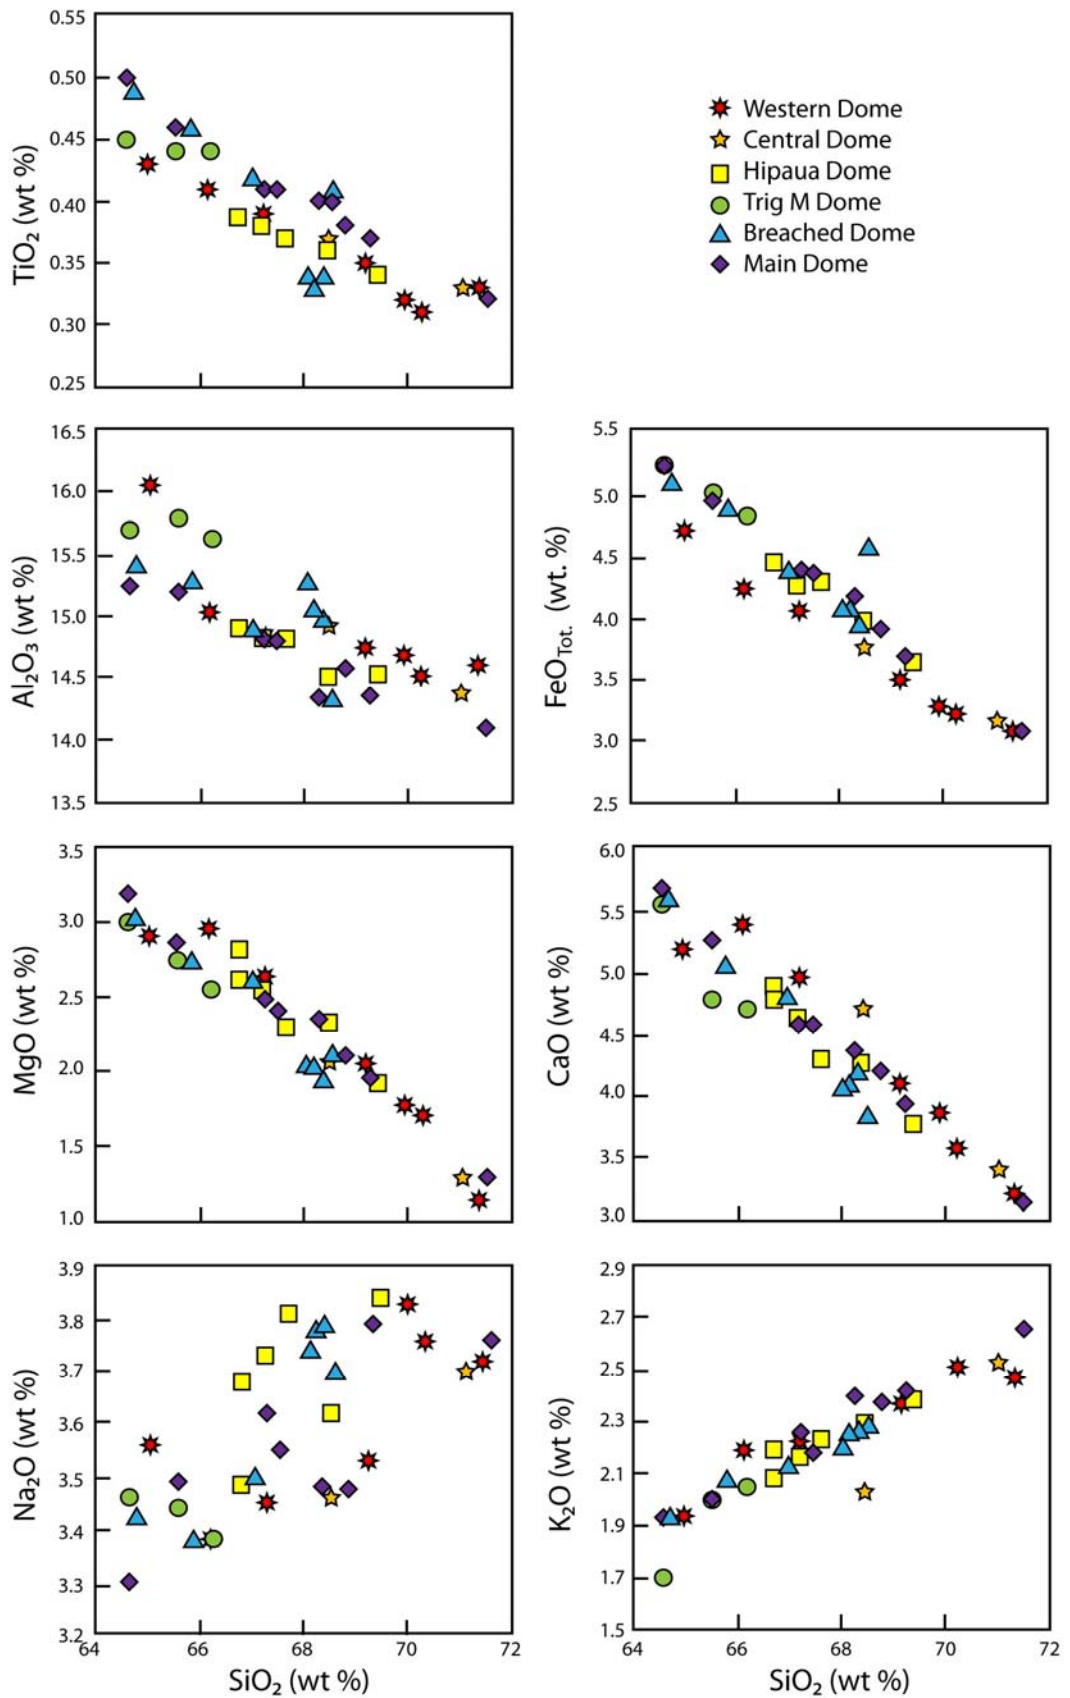 0.55
0.50
0.45
0.40
0.35
0.30
0.25
TiO₂ (wt %)
Western Dome
Central Dome
Hipaua Dome
Trig M Dome
Breached Dome
Main Dome
16.5
16.0
15.5
15.0
14.5
14.0
13.5
Al₂O₃ (wt %)
5.5
5.0
4.5
4.0
3.5
3.0
2.5
FeO_Tot. (wt. %)
3.5
3.0
2.5
2.0
1.5
1.0
MgO (wt %)
6.0
5.5
5.0
4.5
4.0
3.5
3.0
CaO (wt %)
3.9
3.8
3.7
3.6
3.5
3.4
3.3
3.2
Na₂O (wt %)
64 66 68 70 72
SiO₂ (wt %)
2.9
2.7
2.5
2.3
2.1
1.9
1.7
1.5
K₂O (wt %)
64 66 68 70 72
SiO₂ (wt %)